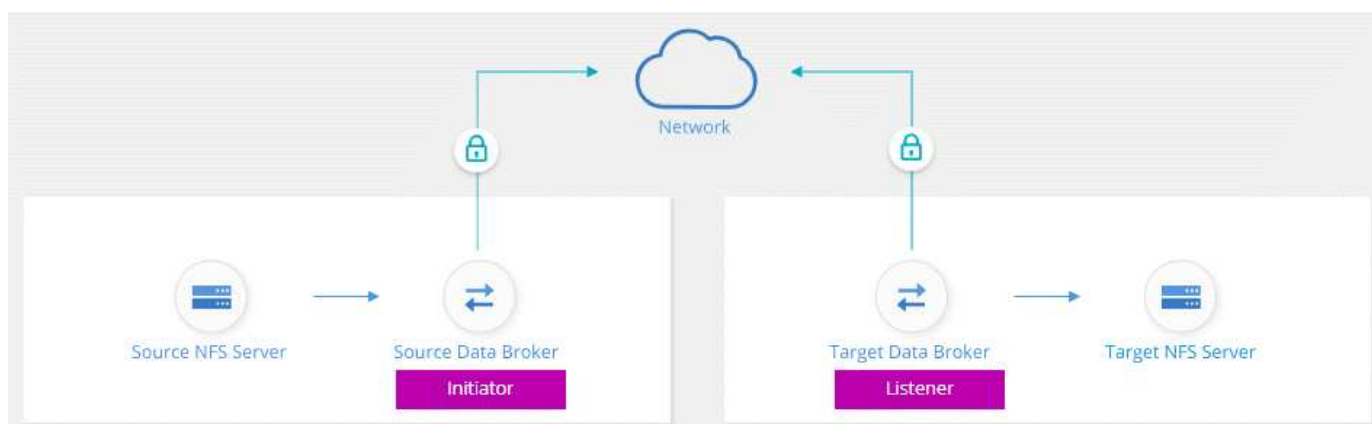 Network
Source NFS Server
Source Data Broker
Target Data Broker
Target NFS Server
Initiator
Listener